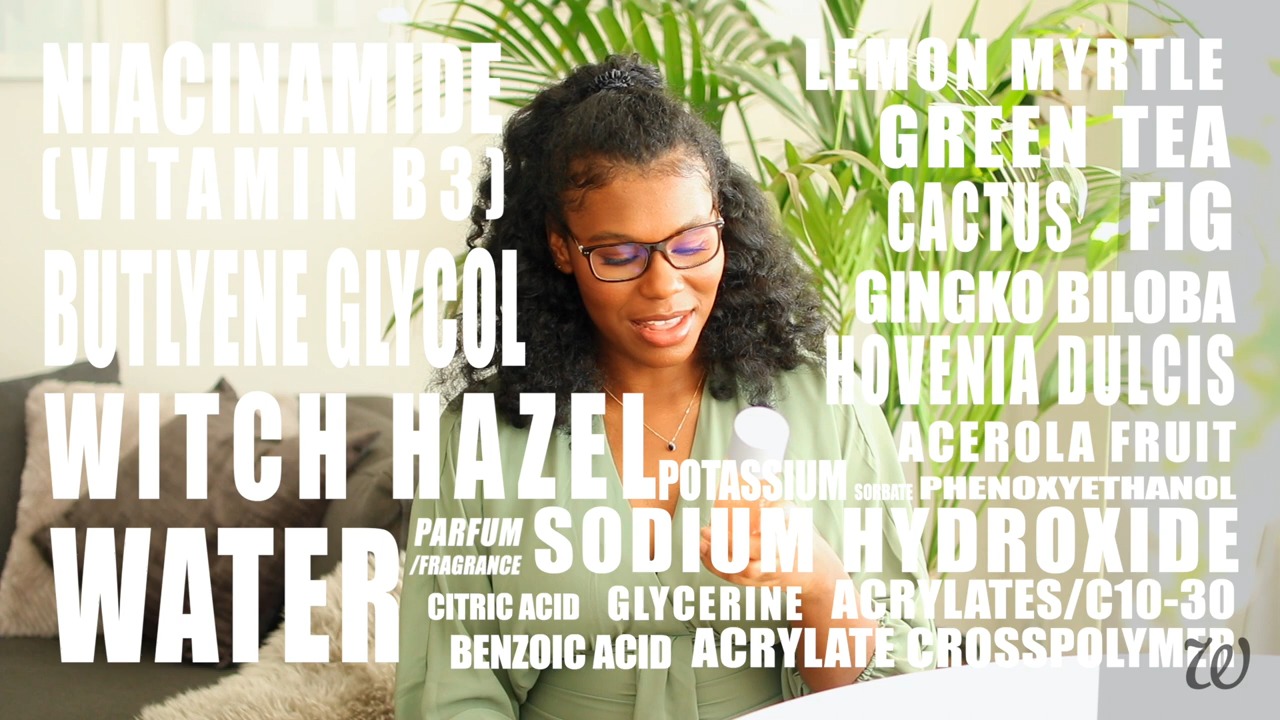 NIACINAMIDE
(VITAMIN B3)
BUTLYENE GLYCOL
WITCH HAZEL
WATER
LEMON MYRTLE
GREEN TEA
CACTUS FIG
GINGKO BILOBA
HOVENIA DULCIS
ACEROLA FRUIT
POTASSIUM SORBATE PHENOXYETHANOL
PARFUM
/FRAGRANCE
SODIUM HYDROXIDE
CITRIC ACID GLYCERINE ACRYLATES/C10-30
BENZOIC ACID ACRYLATE CROSSPOLYMER
w